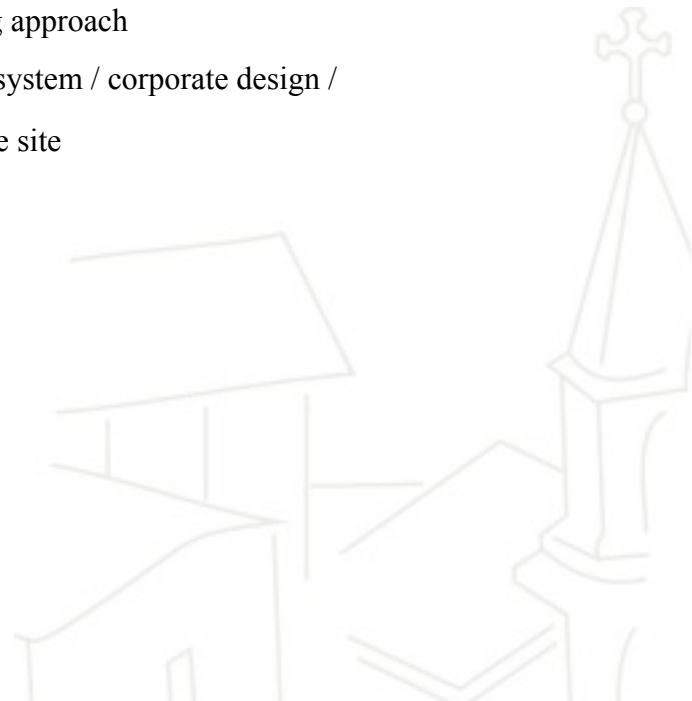 approach
system / corporate design /
site